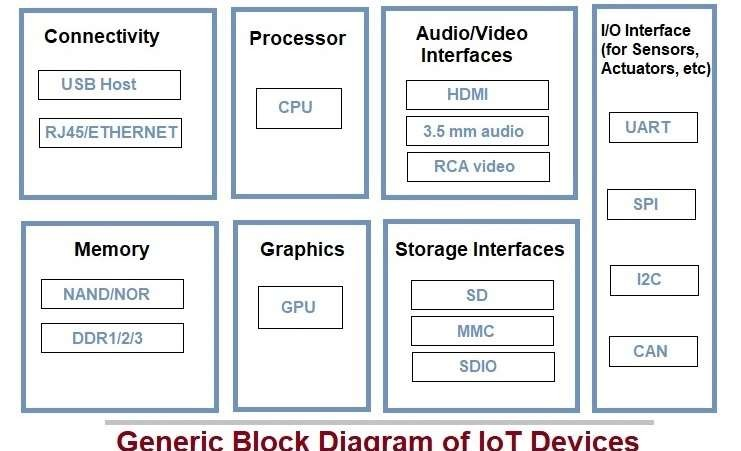 Connectivity
USB Host
RJ45/ETHERNET
Processor
CPU
Audio/Video
Interfaces
HDMI
3.5 mm audio
RCA video
I/O Interface
(for Sensors,
Actuators, etc)
UART
SPI
I2C
CAN
Memory
NAND/NOR
DDR1/2/3
Graphics
GPU
Storage Interfaces
SD
MMC
SDIO
Generic Block Diagram of IoT Devices